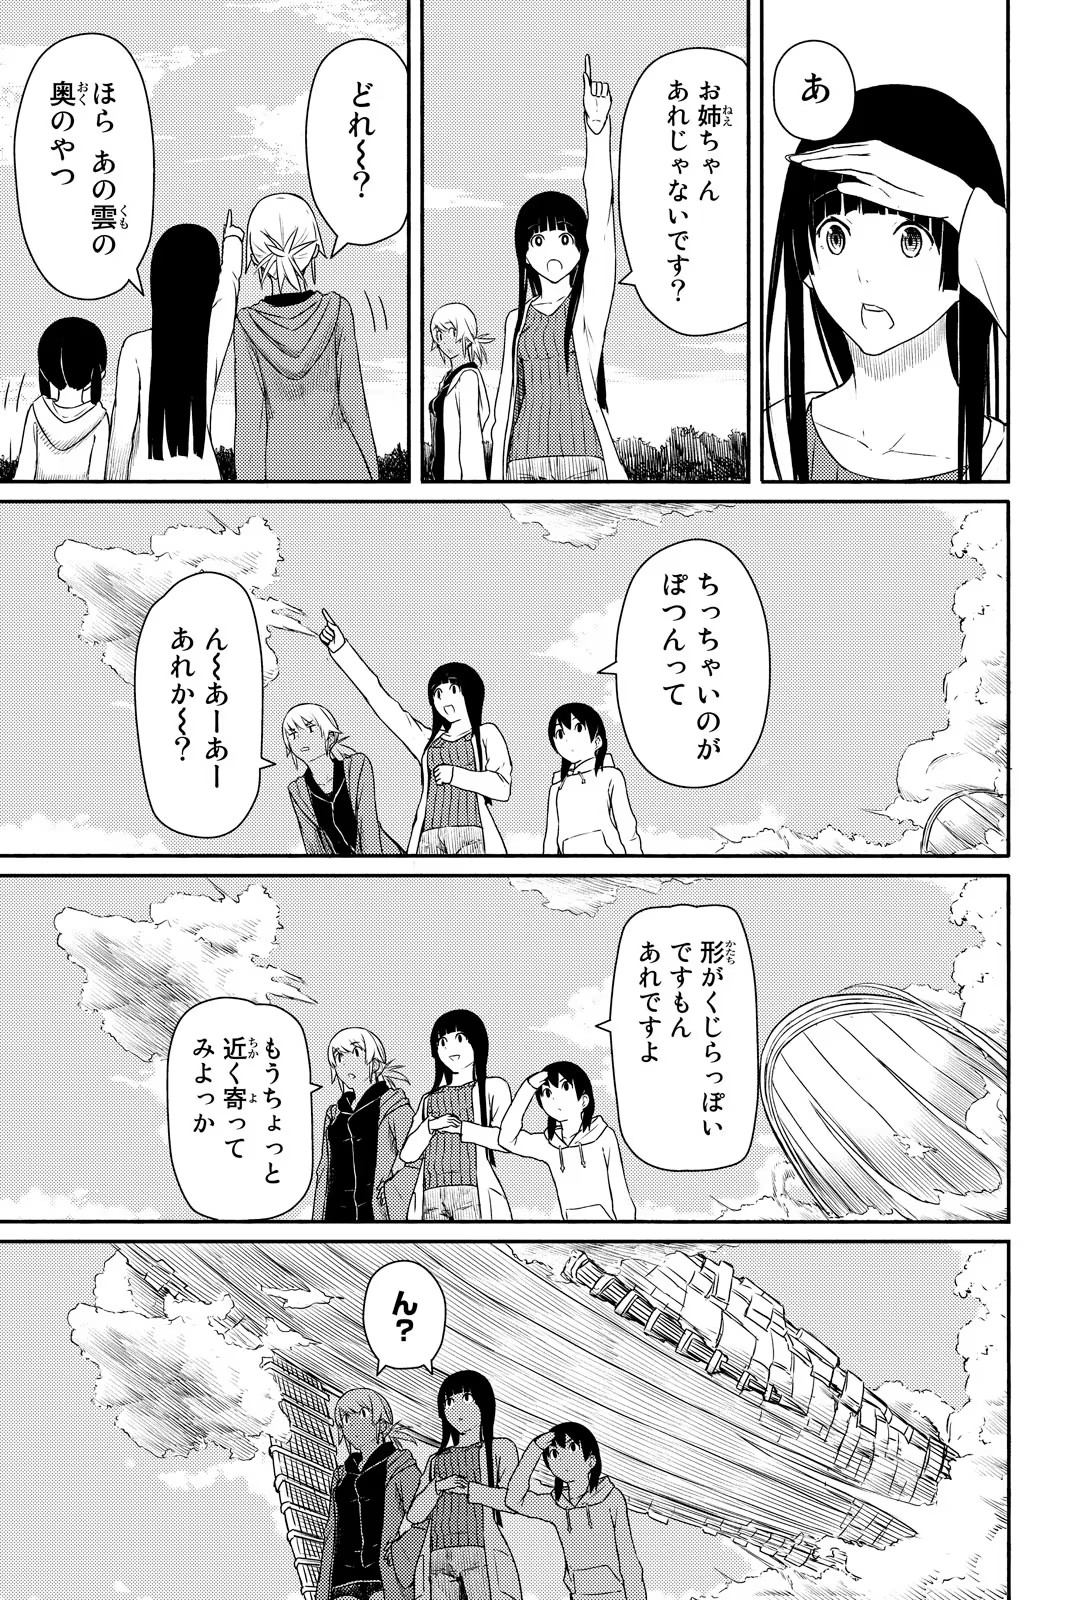 あ
お姉ちゃん
あれじゃないです?
どれ〜?
ほら あの雲の
奥のやつ
ちっちゃいのが
ぽつんって
ん〜あーあー
あれか〜?
形がくじらっぽい
ですもん
あれですよ
もうちょっと
近く寄って
みよっか
ん?